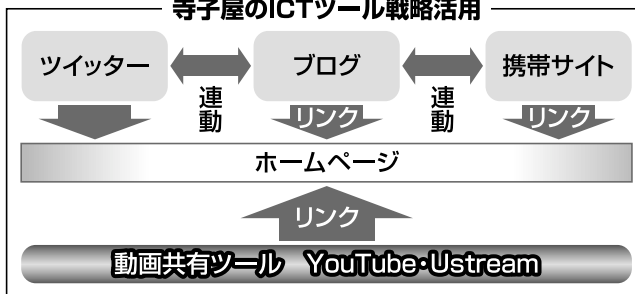 寺子屋のICTツール戦略活用
ツイッター
ブログ
携帯サイト
連動
連動
リンク
リンク
ホームページ
リンク
動画共有ツール YouTube・Ustream